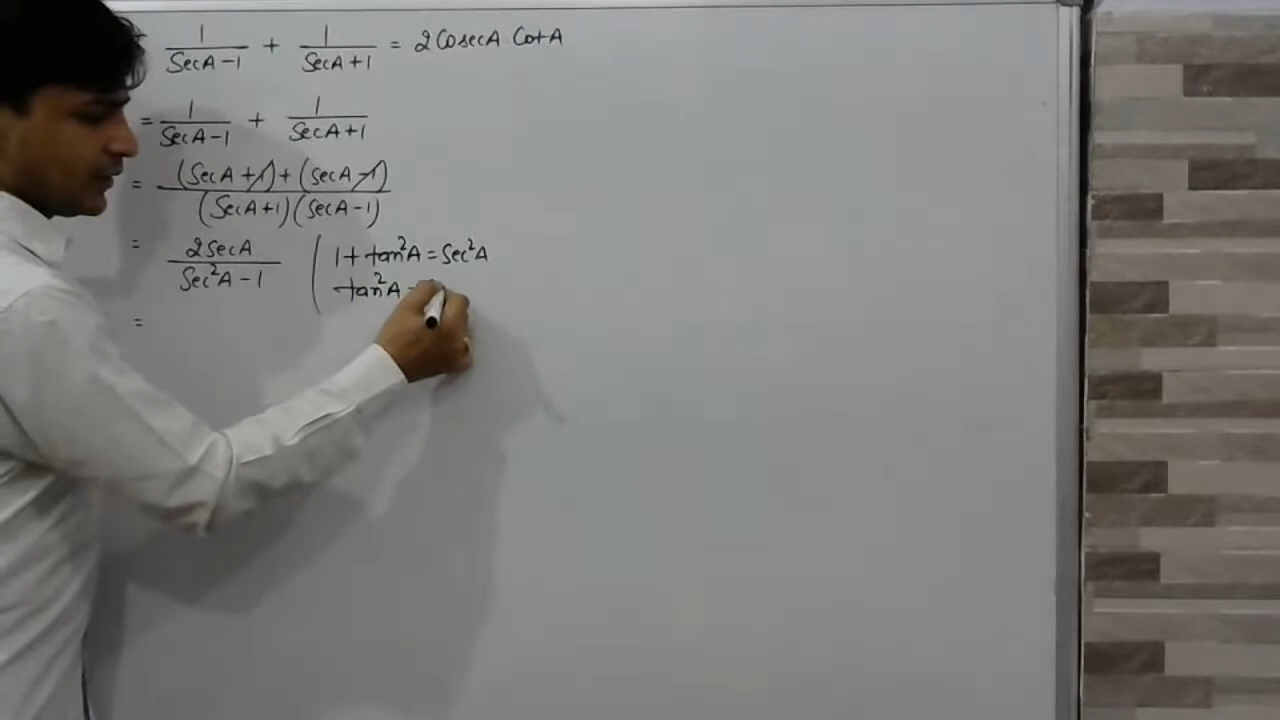 1/(SecA-1) + 1/(SecA+1) = 2CosecA CotA
= 1/(SecA-1) + 1/(SecA+1)
= ((SecA+1)+(SecA-1))/((SecA+1)(SecA-1))
= 2SecA/(Sec²A-1)
1+tan²A=Sec²A
tan²A =
=